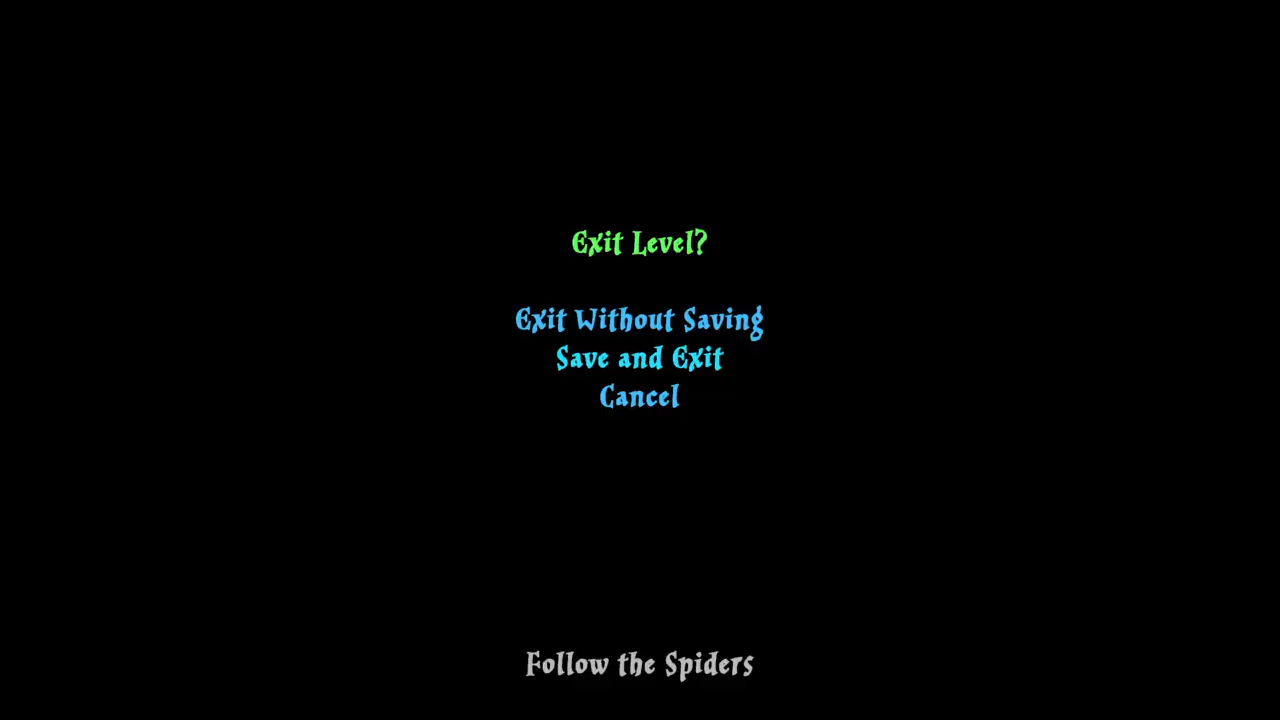 Exit Level?
Exit Without Saving
Save and Exit
Cancel
Follow the Spiders